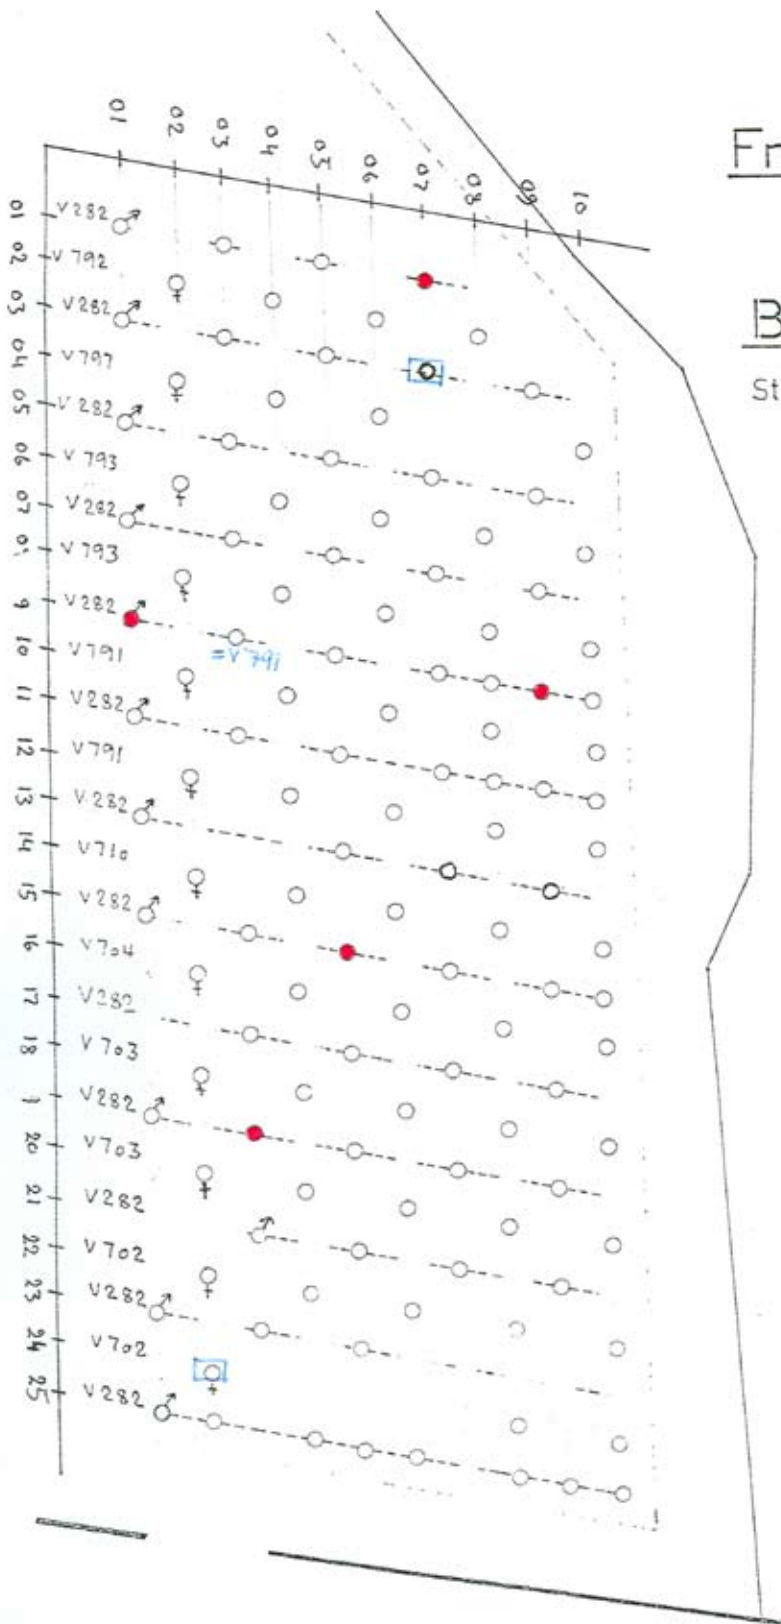 01 02 03 04 05 06 07 08 09 10
En
B
St
01 V282 ♂
02 V792 ♀
03 V282 ♂
04 V797 ♀
05 V282 ♂
06 V793 ♀
07 V282 ♂
V793 ♀
9 V282 ♂
=V791
10 V791 ♀
11 V282 ♂
12 V791 ♀
13 V282 ♂
14 V710 ♀
15 V282 ♂
16 V704 ♀
17 V282
18 V703 ♀
V282 ♂
20 V703 ♀
21 V282 ♂
22 V702 ♀
23 V282 ♂
24 V702 ♀
25 V282 ♂